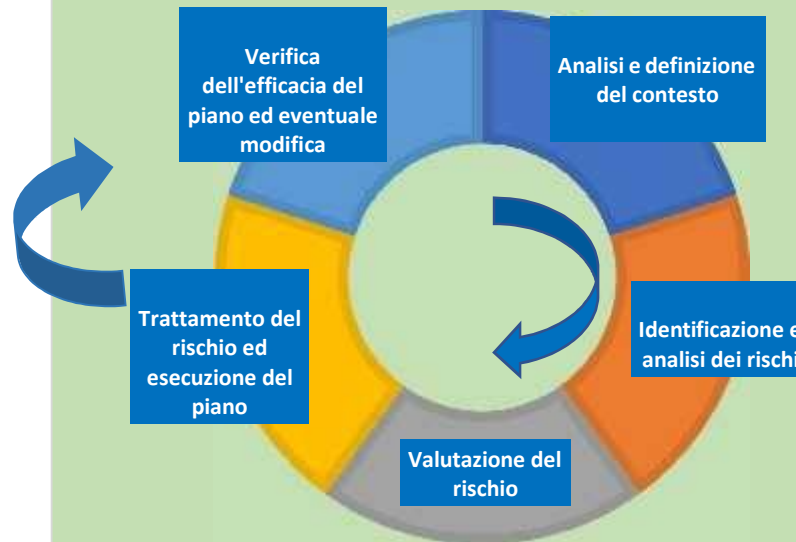 Verifica
dell'efficacia del
piano ed eventuale
modifica
Analisi e definizione
del contesto
Identificazione e
analisi dei rischi
Valutazione del
rischio
Trattamento del
rischio ed
esecuzione del
piano